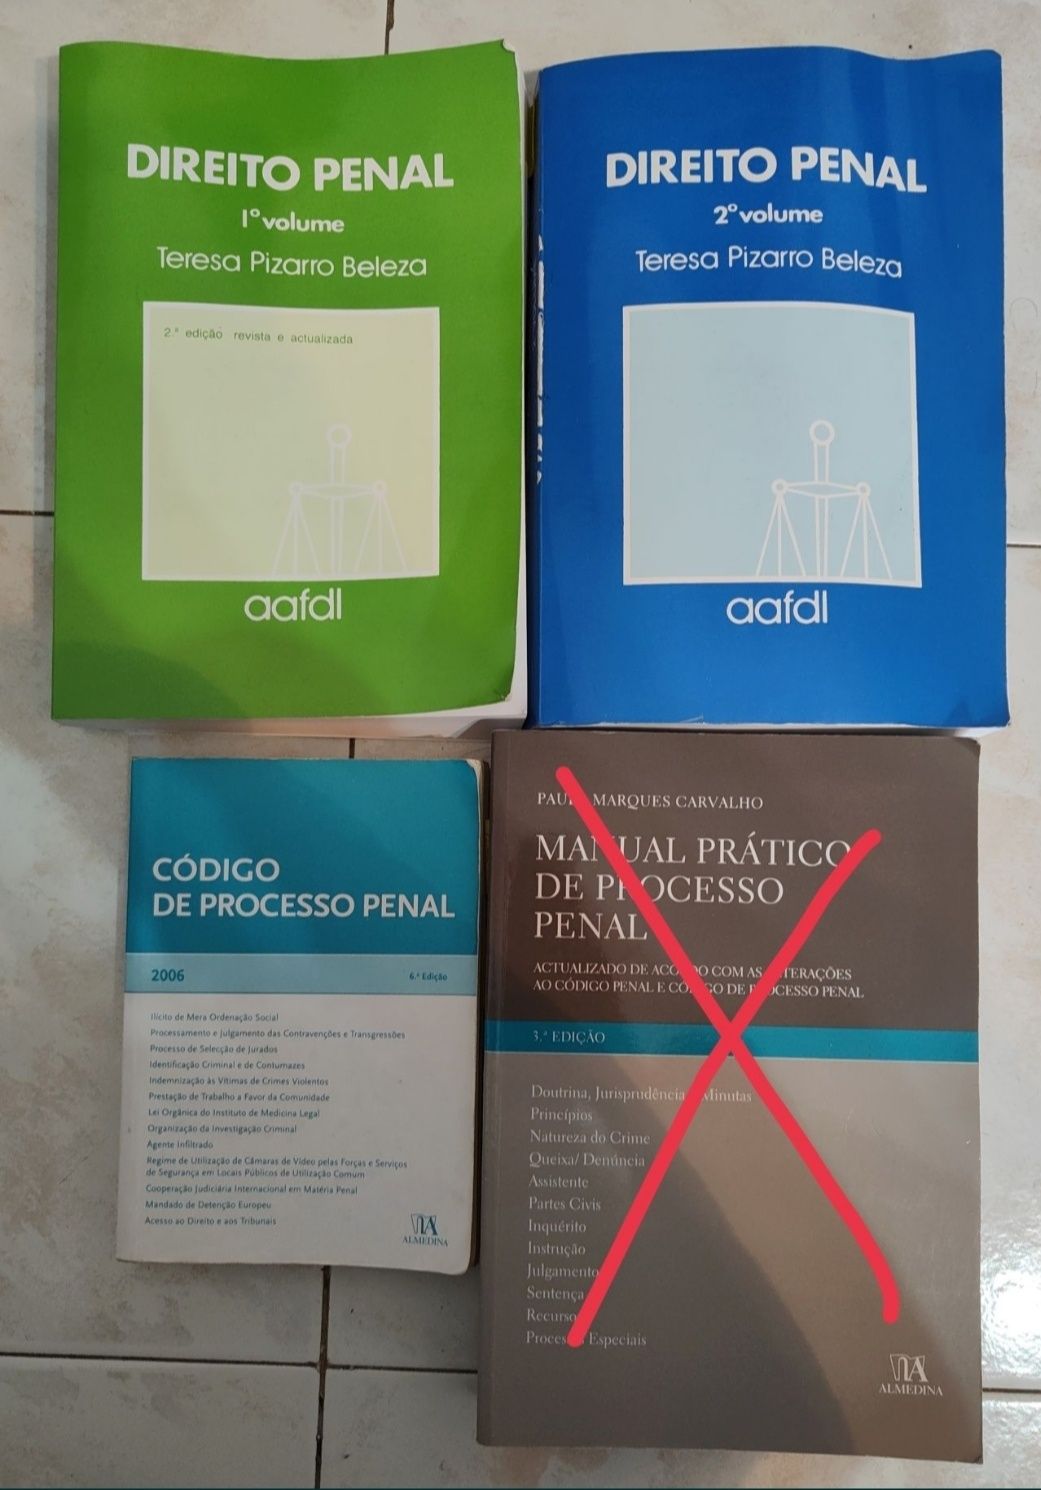 DIREITO PENAL
1º volume
Teresa Pizarro Beleza
2.ª edição revista e actualizada
aafdl
DIREITO PENAL
2º volume
Teresa Pizarro Beleza
aafdl
CÓDIGO
DE PROCESSO PENAL
2006
6.ª Edição
Ilícito de Mera Ordenação Social
Processamento e Julgamento das Contravenções e Transgressões
Processo de Selecção de Jurados
Identificação Criminal e de Contumazes
Indemnização às Vítimas de Crimes Violentos
Prestação de Trabalho a Favor da Comunidade
Lei Orgânica do Instituto de Medicina Legal
Organização da Investigação Criminal
Agente Infiltrado
Regime de Utilização de Câmaras de Vídeo pelas Forças e Serviços
de Segurança em Locais Públicos de Utilização Comum
Cooperação Judiciária Internacional em Matéria Penal
Mandado de Detenção Europeu
Acesso ao Direito e aos Tribunais
ALMEDINA
MARQUES CARVALHO
MANUAL PRÁTICO
DE PROCESSO
PENAL
ACTUALIZADO DE ACORDO COM AS ALTERAÇÕES
AO CÓDIGO PENAL E CÓDIGO DE PROCESSO PENAL
3.ª EDIÇÃO
Doutrina, Jurisprudência Minutas
Princípios
Natureza do Crime
Queixa/ Denúncia
Assistente
Partes Civis
Inquérito
Instrução
Julgamento
Sentença
Recurso
Processos Especiais
ALMEDINA